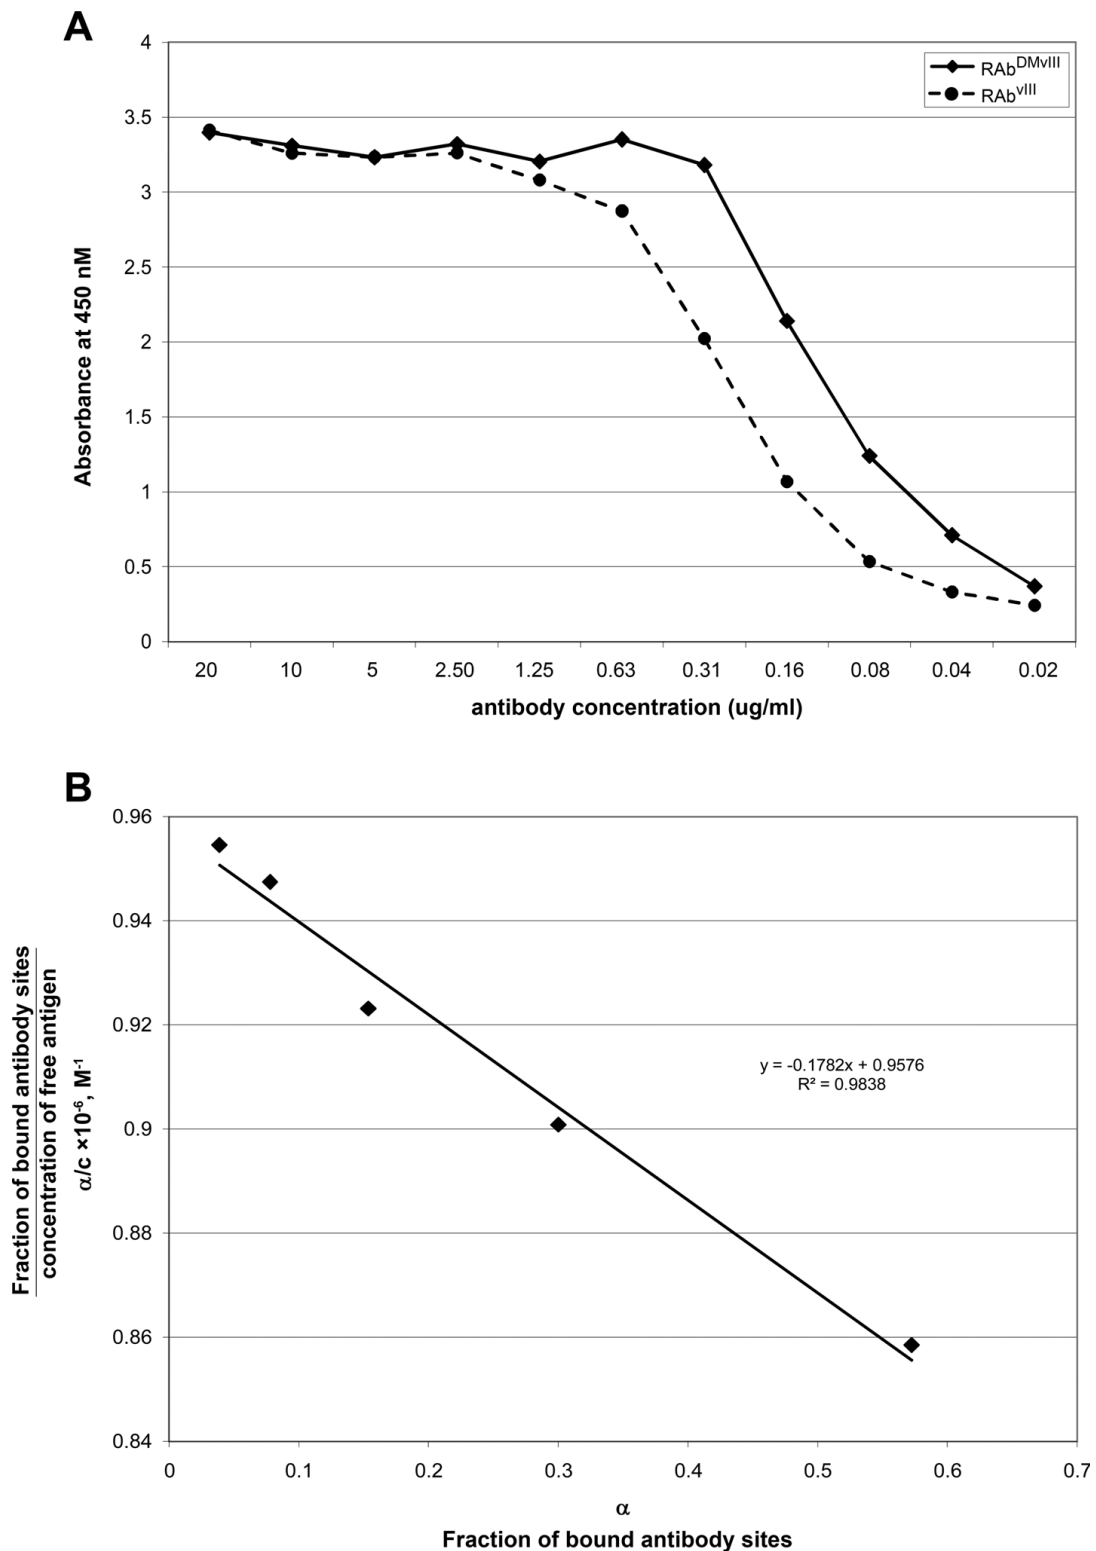 A
4
3.5
3
2.5
2
1.5
1
0.5
0
Absorbance at 450 nM
RAb^DMvIII
RAb^vIII
20 10 5 2.50 1.25 0.63 0.31 0.16 0.08 0.04 0.02
antibody concentration (ug/ml)
B
0.96
0.94
0.92
0.9
0.88
0.86
0.84
Fraction of bound antibody sites
concentration of free antigen
α/c ×10⁻⁶, M⁻¹
y = -0.1782x + 0.9576
R² = 0.9838
0 0.1 0.2 0.3 0.4 0.5 0.6 0.7
α
Fraction of bound antibody sites